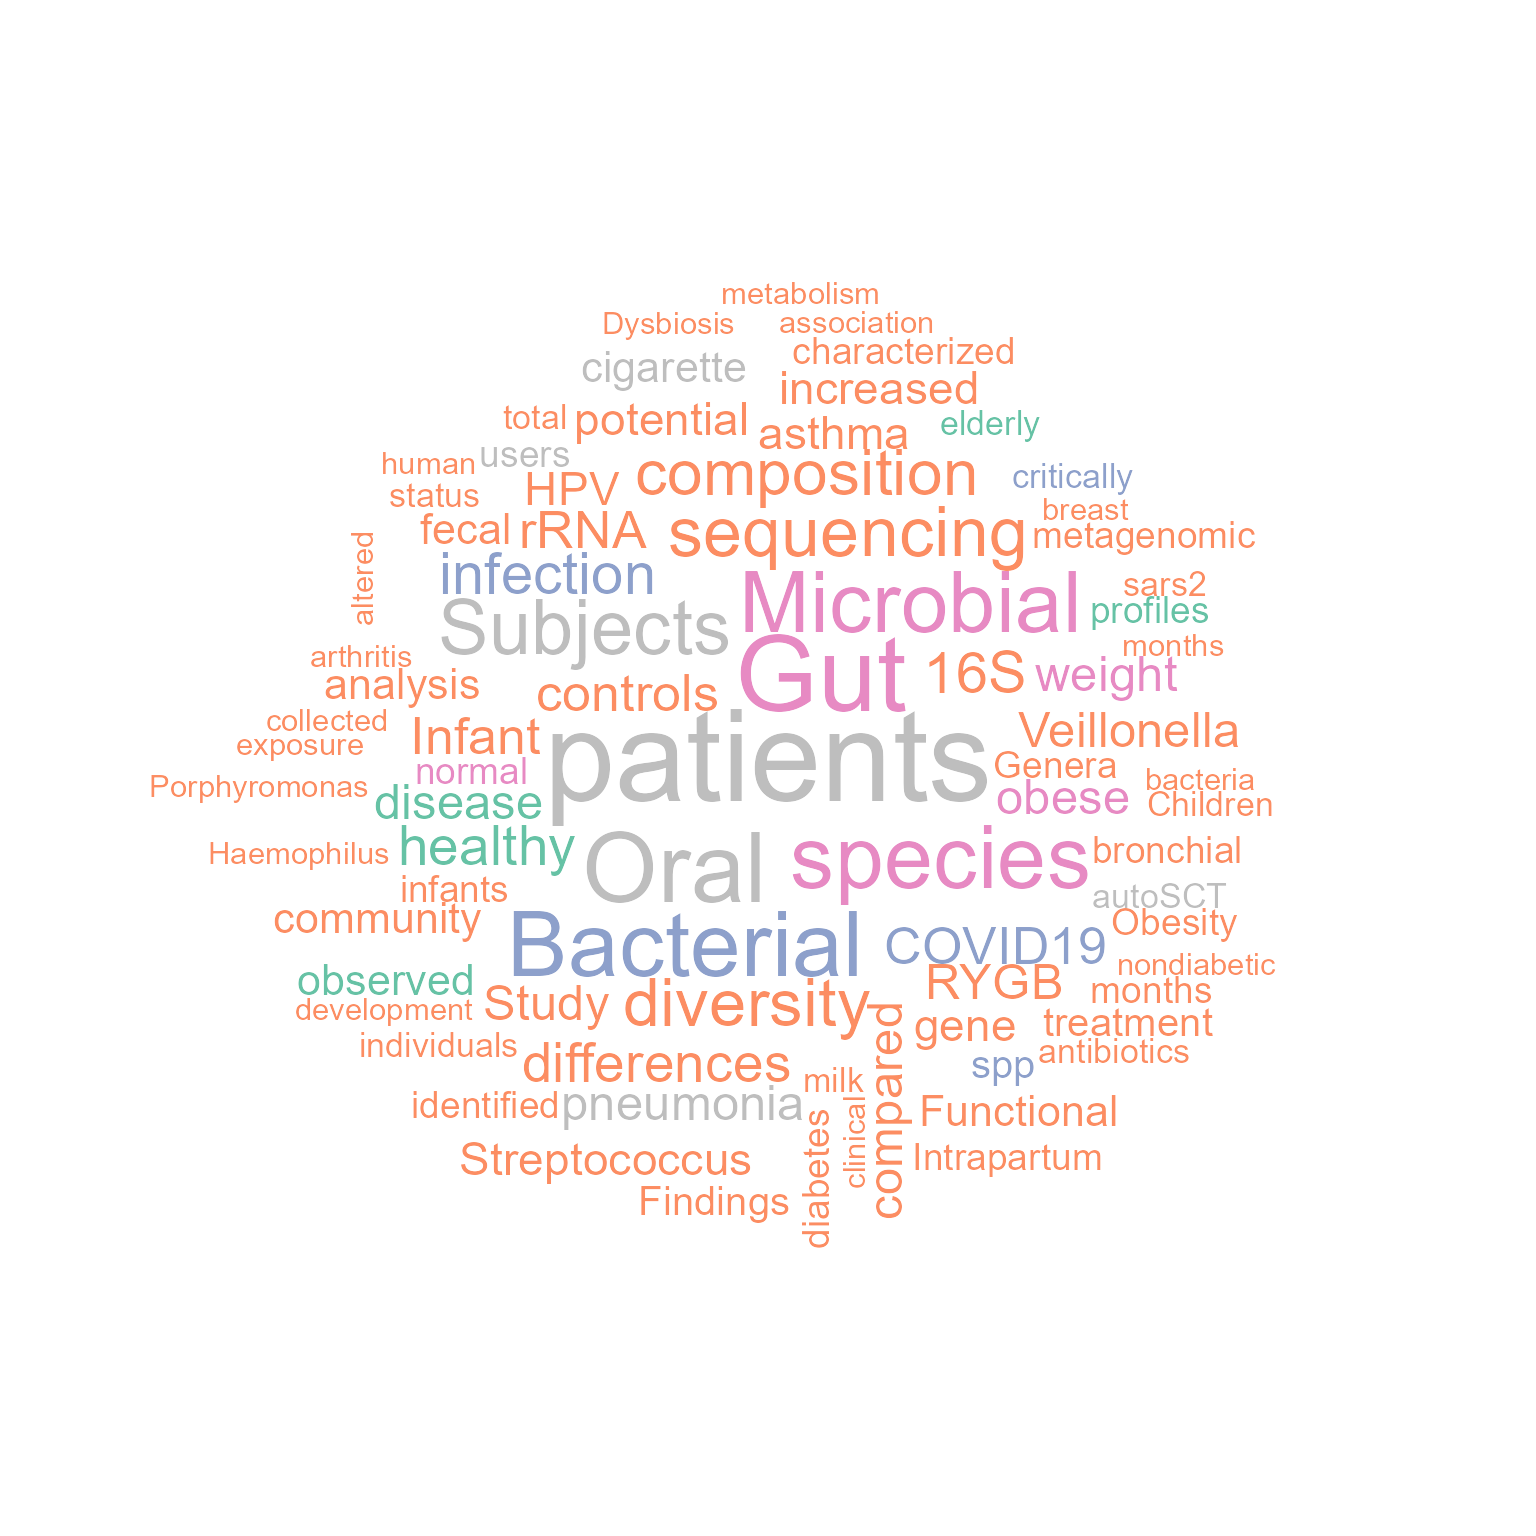 metabolism
Dysbiosis association
characterized
cigarette
increased
total potential
asthma elderly
users
human composition critically
status HPV
breast
fecal rRNA sequencing metagenomic
altered
infection sars2
Microbial profiles
Subjects
months
arthritis Gut 16S weight
analysis controls
collected Infant Veillonella
exposure patients Genera
normal bacteria
Porphyromonas obese Children
disease
healthy Oral species bronchial
Haemophilus
infants autoSCT
community Obesity
Bacterial COVID19
nondiabetic
observed RYGB months
development Study diversity gene treatment
individuals compared antibiotics
differences spp
milk
identified pneumonia Functional
clinical
diabetes
Streptococcus Intrapartum
Findings